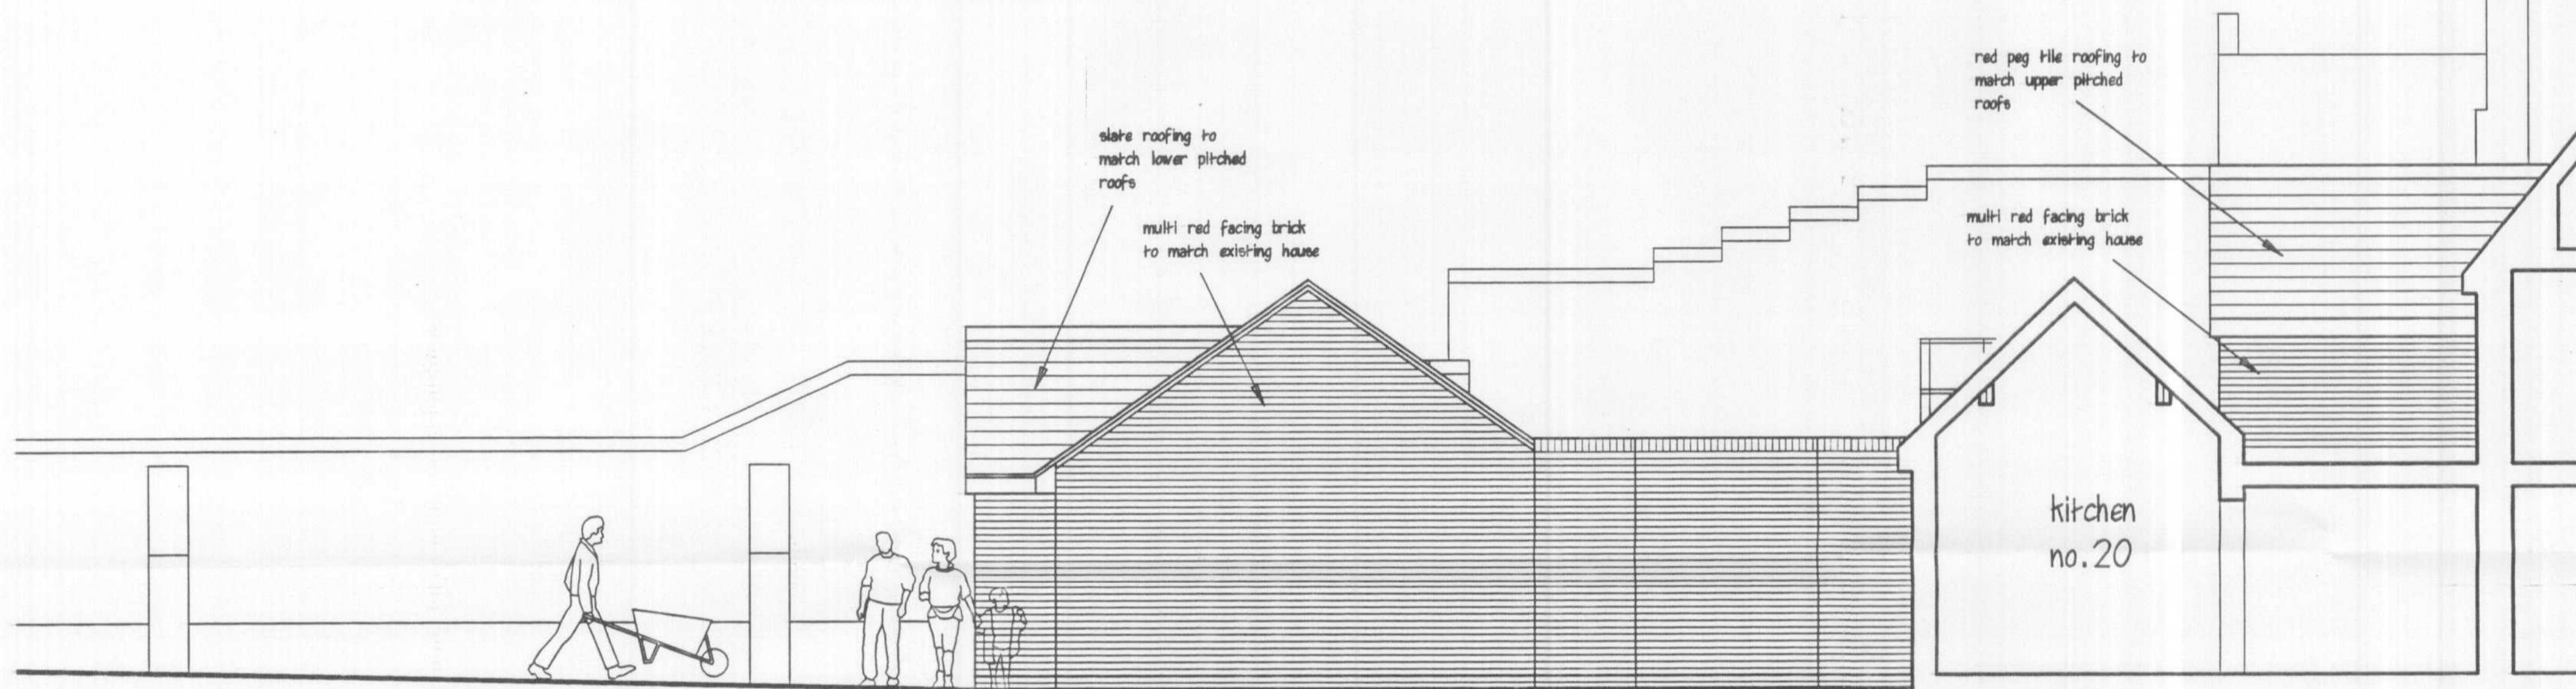 slate roofing to
match lower pitched
roofs
multi red facing brick
to match existing house
red peg tile roofing to
match upper pitched
roofs
multi red facing brick
to match existing house
kitchen
no.20